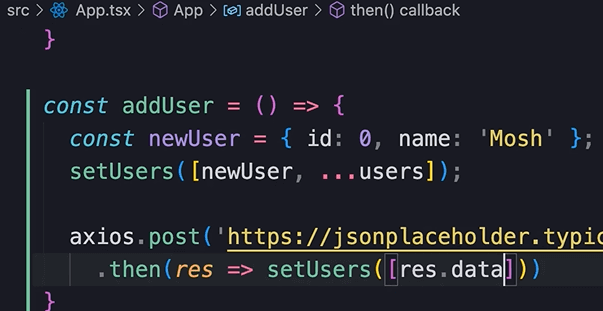 src > App.tsx > App > addUser > then() callback
}
const addUser = () => {
const newUser = { id: 0, name: 'Mosh' };
setUsers([newUser, ...users]);
axios.post('https://jsonplaceholder.typic
.then(res => setUsers([res.data]))
}